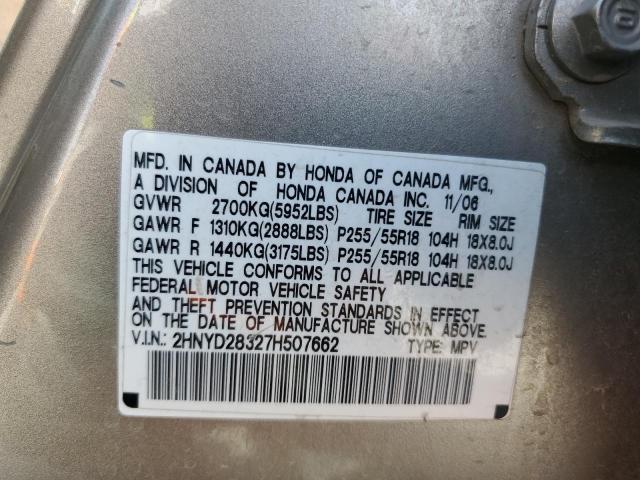 MFD. IN CANADA BY HONDA OF CANADA MFG.,
A DIVISION OF HONDA CANADA INC. 11/06
GVWR 2700KG(5952LBS) TIRE SIZE RIM SIZE
GAWR F 1310KG(2888LBS) P255/55R18 104H 18X8.0J
GAWR R 1440KG(3175LBS) P255/55R18 104H 18X8.0J
THIS VEHICLE CONFORMS TO ALL APPLICABLE
FEDERAL MOTOR VEHICLE SAFETY
AND THEFT PREVENTION STANDARDS IN EFFECT
ON THE DATE OF MANUFACTURE SHOWN ABOVE.
V.I.N.: 2HNYD28327H507662 TYPE: MPV